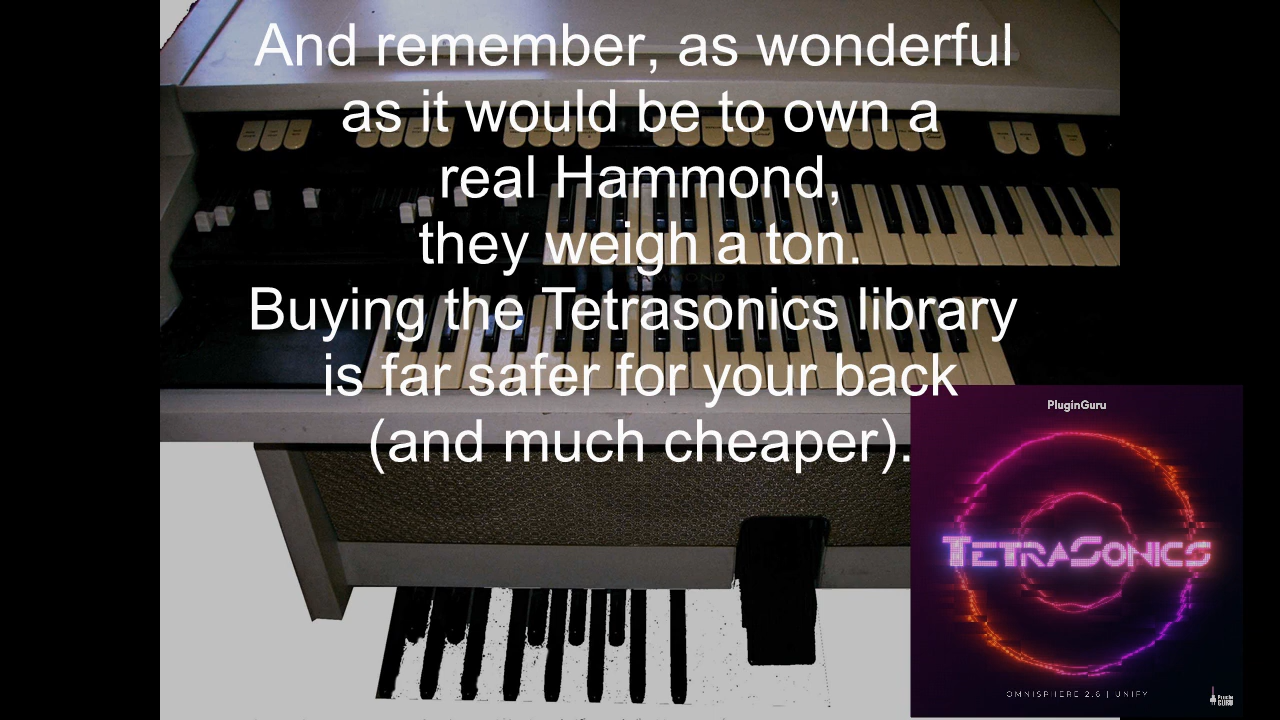 And remember, as wonderful
as it would be to own a
real Hammond,
they weigh a ton.
Buying the Tetrasonics library
is far safer for your back
(and much cheaper).
HAMMOND
PluginGuru
TETRASONICS
OMNISPHERE 2.6 | UNIFY